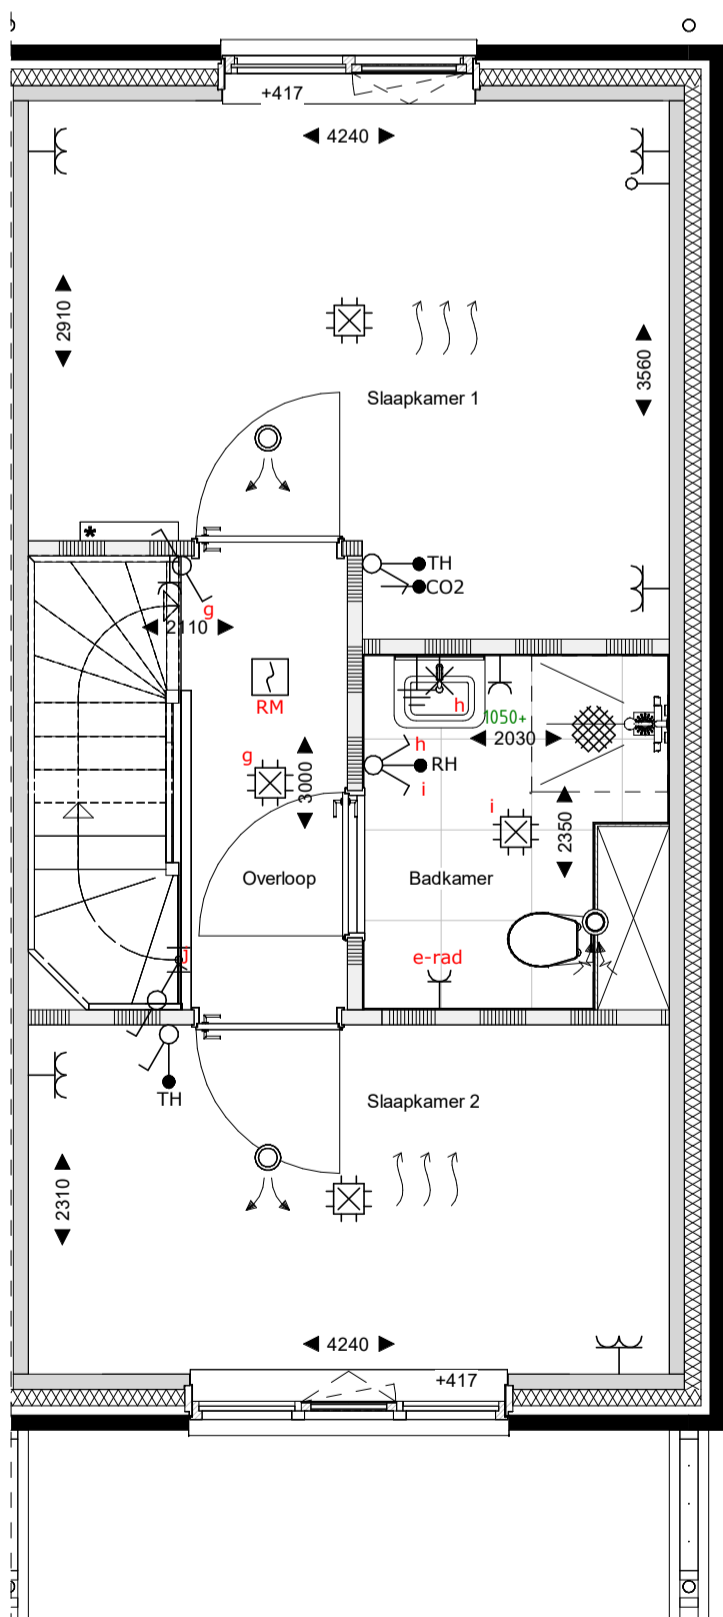 +417
4240
2910
3560
Slaapkamer 1
*
TH
CO2
g
2110
RM
h
1050+
2030
h
RH
i
g
3000
i
2350
Overloop
Badkamer
j
e-rad
TH
Slaapkamer 2
2310
4240
+417